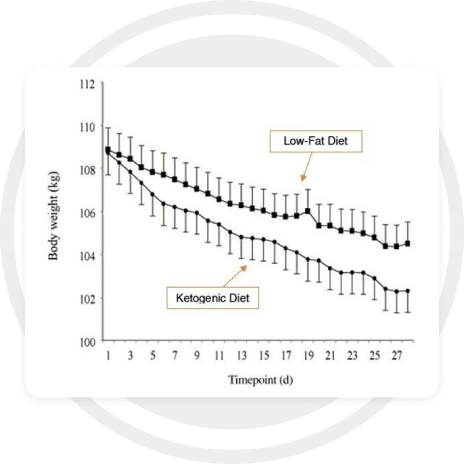 112
110
108
106
104
102
100
Body weight (kg)
Low-Fat Diet
Ketogenic Diet
1 3 5 7 9 11 13 15 17 19 21 23 25 27
Timepoint (d)